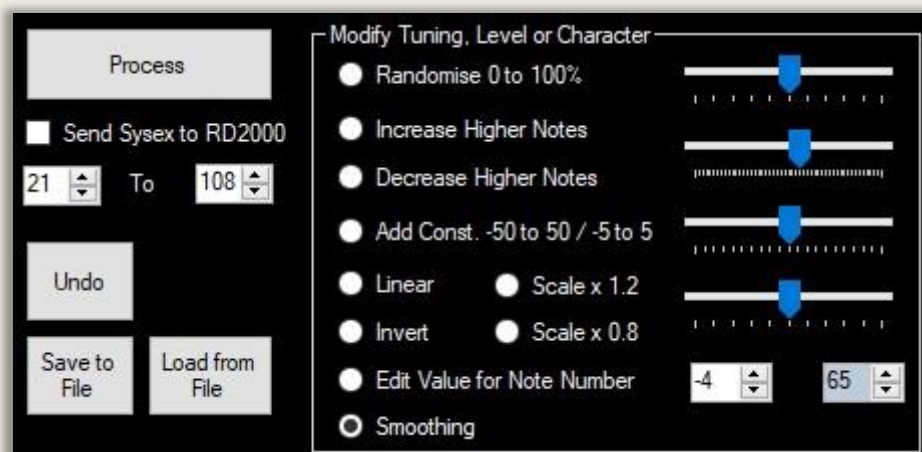 Process
Send Sysex to RD2000
21 To 108
Undo
Save to
File
Load from
File
Modify Tuning, Level or Character
Randomise 0 to 100%
Increase Higher Notes
Decrease Higher Notes
Add Const. -50 to 50 / -5 to 5
Linear Scale x 1.2
Invert Scale x 0.8
Edit Value for Note Number -4 65
Smoothing